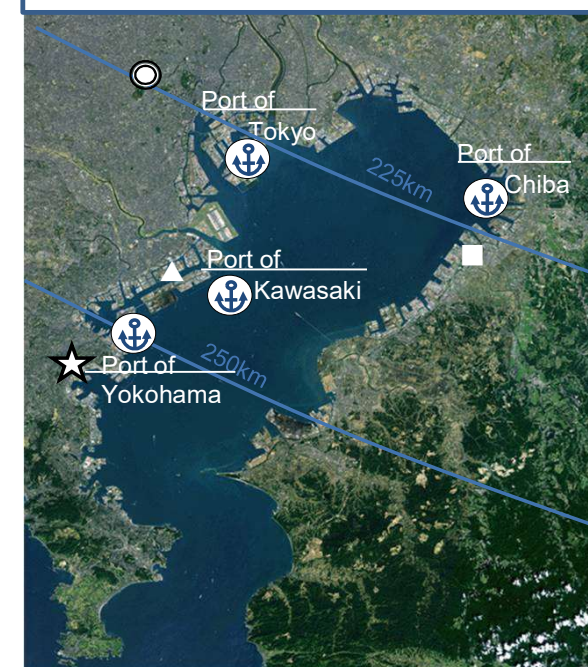 Port of
Tokyo
Port of
Chiba
225km
Port of
Kawasaki
250km
Port of
Yokohama